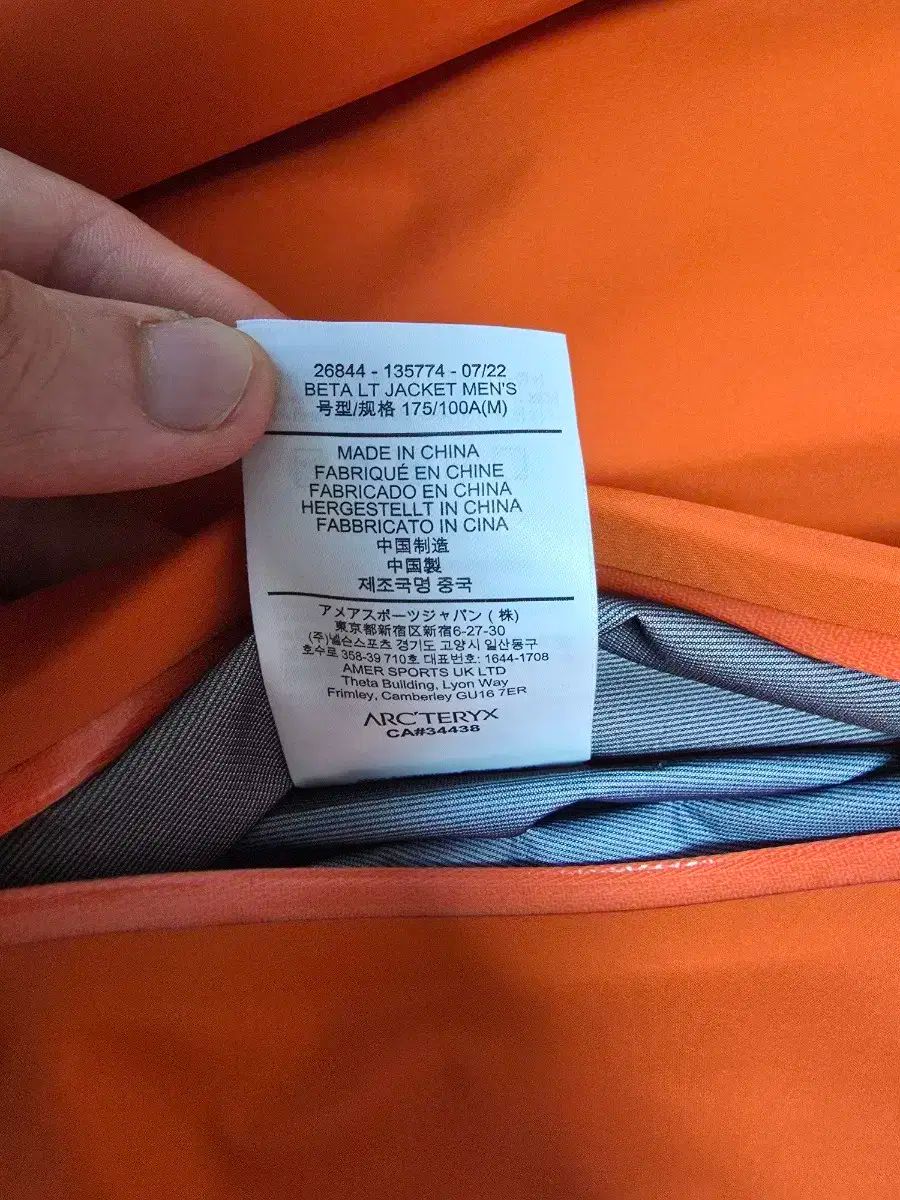 26844 - 135774 - 07/22
BETA LT JACKET MEN'S
号型/规格 175/100A(M)
MADE IN CHINA
FABRIQUÉ EN CHINE
FABRICADO EN CHINA
HERGESTELLT IN CHINA
FABBRICATO IN CINA
中国制造
中国製
제조국명 중국
アメアスポーツジャパン (株)
東京都新宿区新宿6-27-30
(주)넬슨스포츠 경기도 고양시 일산동구
호수로 358-39 710호 대표번호: 1644-1708
AMER SPORTS UK LTD
Theta Building, Lyon Way
Frimley, Camberley GU16 7ER
ARC'TERYX
CA#34438